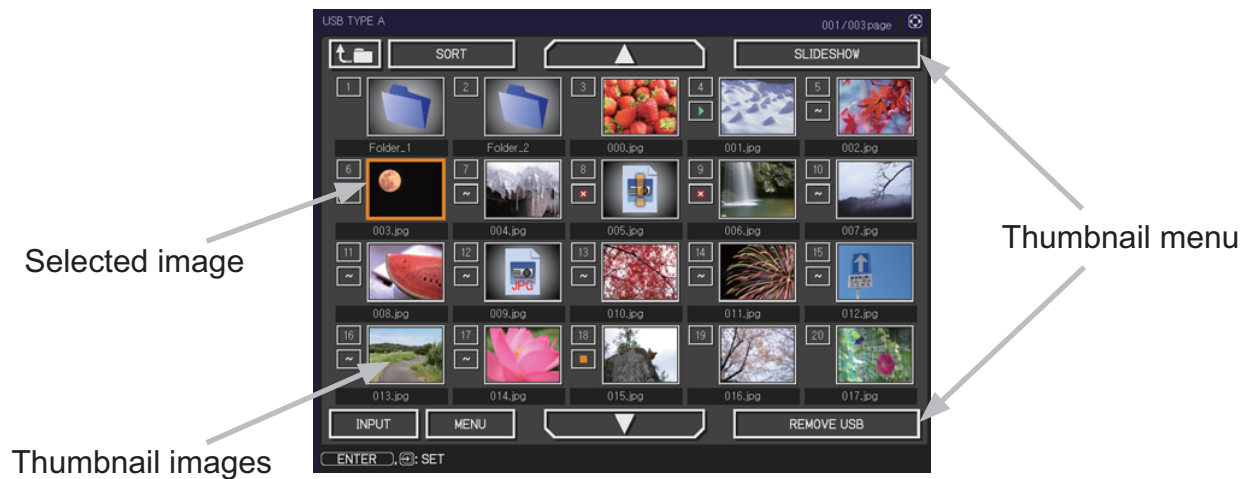 USB TYPE A
001/003page
SORT
SLIDESHOW
1
2
3
4
5
~
Folder_1
Folder_2
000.jpg
001.jpg
002.jpg
6
7
8
9
10
~
~
003.jpg
004.jpg
005.jpg
006.jpg
007.jpg
Selected image
Thumbnail menu
11
12
13
14
15
~
~
~
~
~
JPG
008.jpg
009.jpg
010.jpg
011.jpg
012.jpg
16
17
18
19
20
~
~
013.jpg
014.jpg
015.jpg
016.jpg
017.jpg
INPUT
MENU
REMOVE USB
Thumbnail images
ENTER , : SET